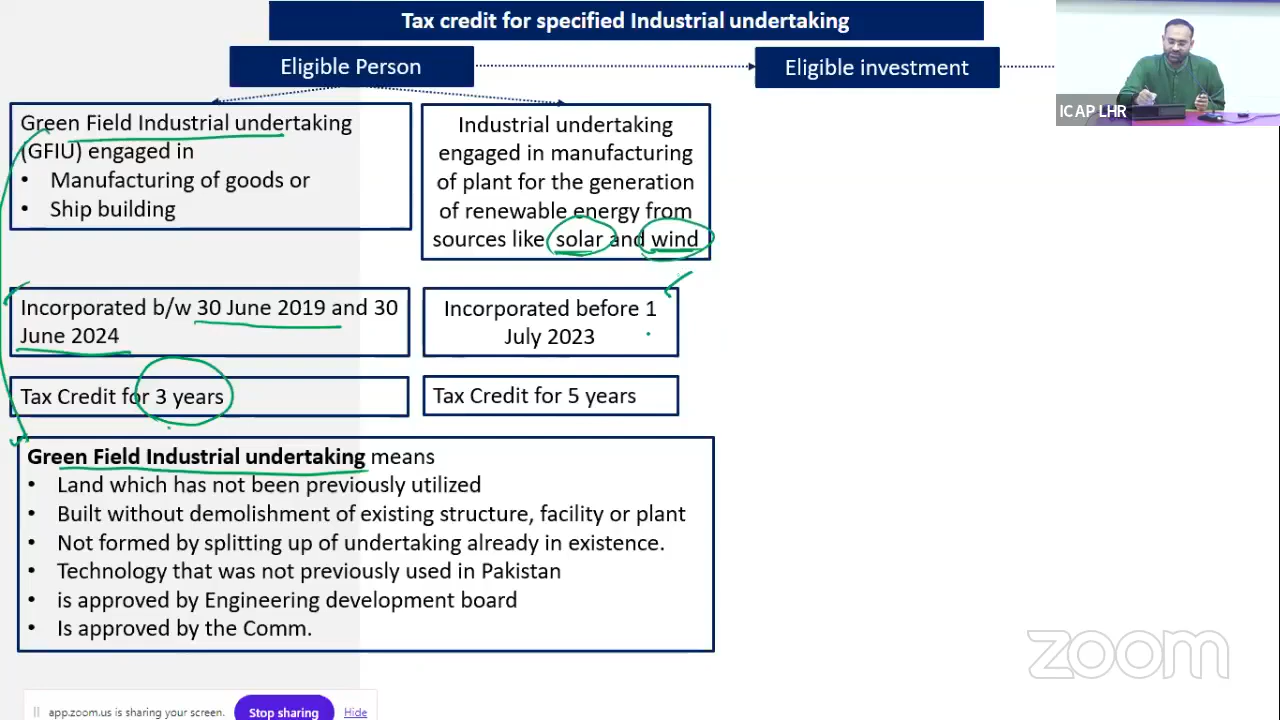 Tax credit for specified Industrial undertaking
Eligible Person
Eligible investment
ICAP LHR
Green Field Industrial undertaking
(GFIU) engaged in
• Manufacturing of goods or
• Ship building
Industrial undertaking
engaged in manufacturing
of plant for the generation
of renewable energy from
sources like solar and wind
Incorporated b/w 30 June 2019 and 30
June 2024
Incorporated before 1
July 2023
Tax Credit for 3 years
Tax Credit for 5 years
Green Field Industrial undertaking means
• Land which has not been previously utilized
• Built without demolishment of existing structure, facility or plant
• Not formed by splitting up of undertaking already in existence.
• Technology that was not previously used in Pakistan
• is approved by Engineering development board
• Is approved by the Comm.
zoom
app.zoom.us is sharing your screen.
Stop sharing
Hide